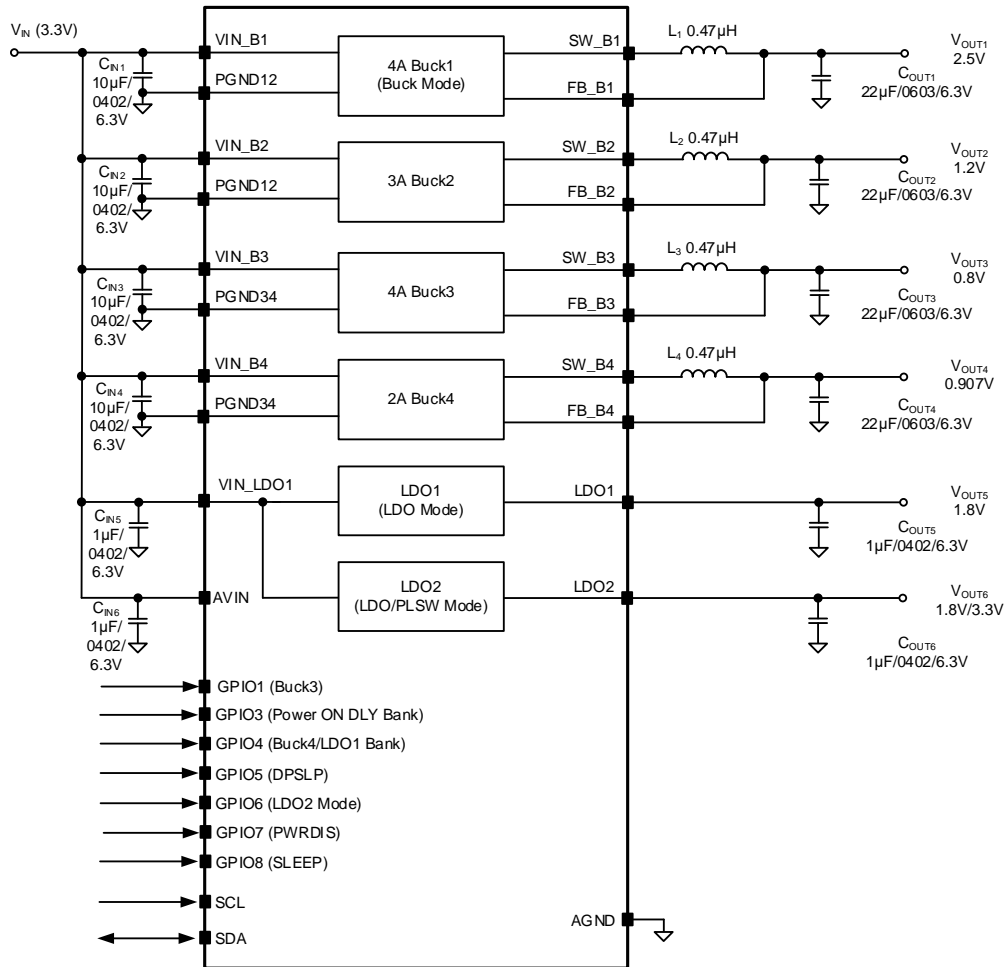 VIN (3.3V)
CIN1
10µF/
0402/
6.3V
VIN_B1
PGND12
4A Buck1
(Buck Mode)
SW_B1
FB_B1
L1 0.47µH
VOUT1
2.5V
COUT1
22µF/0603/6.3V
CIN2
10µF/
0402/
6.3V
VIN_B2
PGND12
3A Buck2
SW_B2
FB_B2
L2 0.47µH
VOUT2
1.2V
COUT2
22µF/0603/6.3V
CIN3
10µF/
0402/
6.3V
VIN_B3
PGND34
4A Buck3
SW_B3
FB_B3
L3 0.47µH
VOUT3
0.8V
COUT3
22µF/0603/6.3V
CIN4
10µF/
0402/
6.3V
VIN_B4
PGND34
2A Buck4
SW_B4
FB_B4
L4 0.47µH
VOUT4
0.907V
COUT4
22µF/0603/6.3V
CIN5
1µF/
0402/
6.3V
VIN_LDO1
LDO1
(LDO Mode)
LDO1
VOUT5
1.8V
COUT5
1µF/0402/6.3V
CIN6
1µF/
0402/
6.3V
AVIN
LDO2
(LDO/PLSW Mode)
LDO2
VOUT6
1.8V/3.3V
COUT6
1µF/0402/6.3V
GPIO1 (Buck3)
GPIO3 (Power ON DLY Bank)
GPIO4 (Buck4/LDO1 Bank)
GPIO5 (DPSLP)
GPIO6 (LDO2 Mode)
GPIO7 (PWRDIS)
GPIO8 (SLEEP)
SCL
SDA
AGND